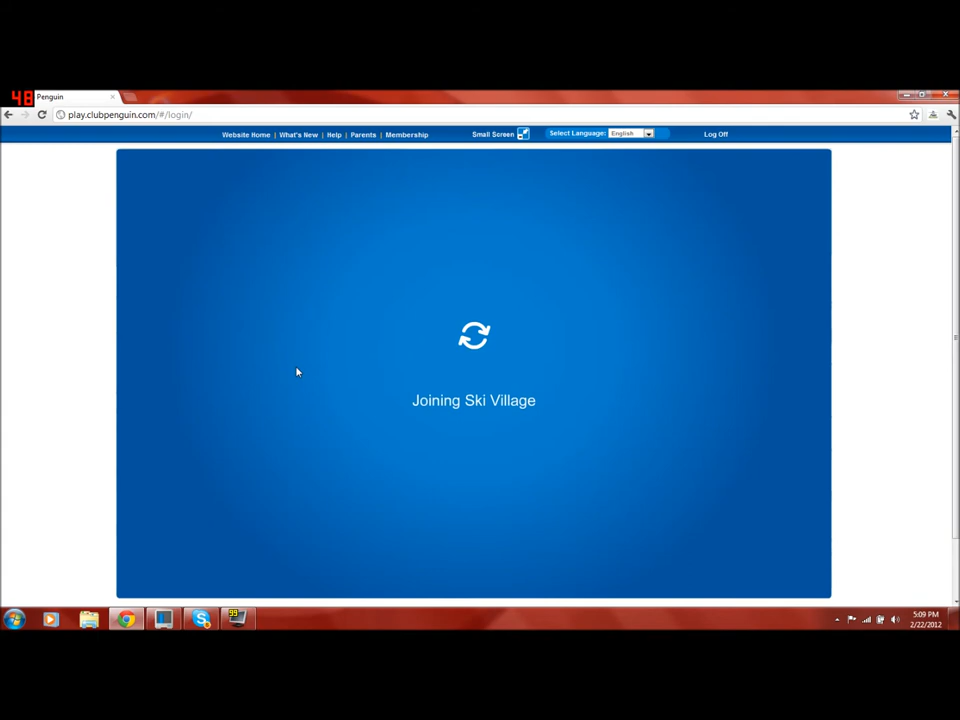 48
Penguin
play.clubpenguin.com/#/login/
Website Home | What's New | Help | Parents | Membership
Small Screen
Select Language: English
Log Off
Joining Ski Village
99
5:09 PM
2/22/2012